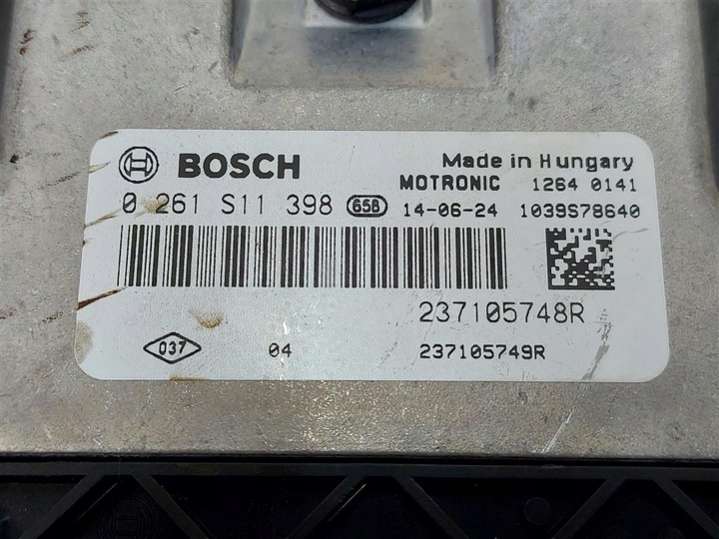 BOSCH Made in Hungary
MOTRONIC 1264 0141
0 261 S11 398 65B 14-06-24 1039S78640
237105748R
037 04 237105749R